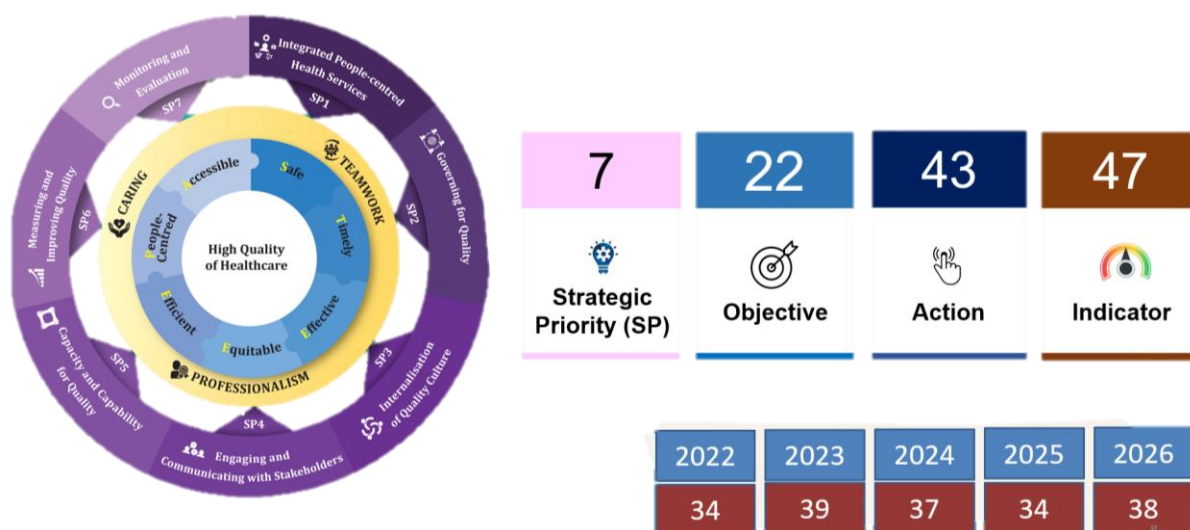 Integrated People-centred
Health Services
SP1
Governing for Quality
SP2
Internalisation
of Quality Culture
SP3
Engaging and
Communicating with Stakeholders
SP4
Capacity and Capability
for Quality
SP5
Measuring and
Improving Quality
SP6
Monitoring and
Evaluation
SP7
TEAMWORK
PROFESSIONALISM
CARING
Safe
Timely
Effective
Equitable
Efficient
People-
Centred
Accessible
High Quality
of Healthcare
7
Strategic
Priority (SP)
22
Objective
43
Action
47
Indicator
2022 2023 2024 2025 2026
34 39 37 34 38